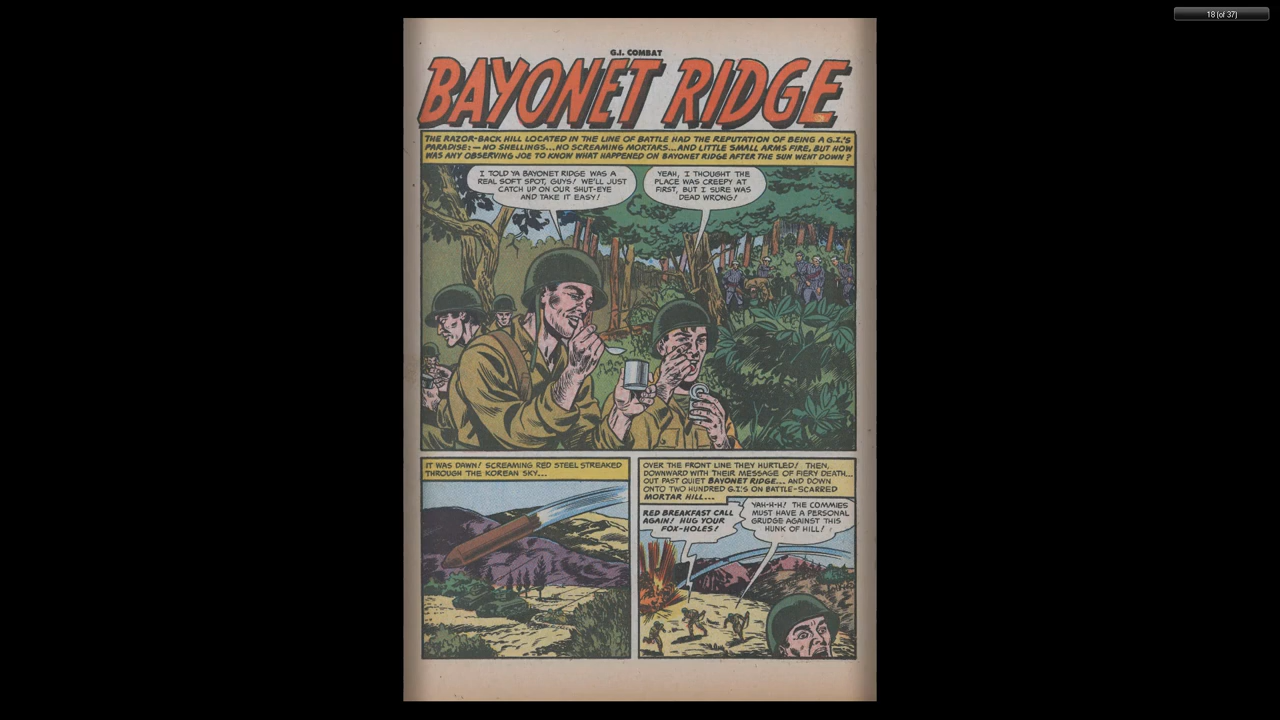 18 (of 37)
G.I. COMBAT
BAYONET RIDGE
THE RAZOR-BACK HILL LOCATED IN THE LINE OF BATTLE HAD THE REPUTATION OF BEING A G.I.'S
PARADISE: — NO SHELLINGS...NO SCREAMING MORTARS...AND LITTLE SMALL ARMS FIRE, BUT HOW
WAS ANY OBSERVING JOE TO KNOW WHAT HAPPENED ON BAYONET RIDGE AFTER THE SUN WENT DOWN?
I TOLD YA BAYONET RIDGE WAS A
REAL SOFT SPOT, GUYS! WE'LL JUST
CATCH UP ON OUR SHUT-EYE
AND TAKE IT EASY!
YEAH, I THOUGHT THE
PLACE WAS CREEPY AT
FIRST, BUT I SURE WAS
DEAD WRONG!
IT WAS DAWN! SCREAMING RED STEEL STREAKED
THROUGH THE KOREAN SKY...
OVER THE FRONT LINE THEY HURTLED! THEN,
DOWNWARD WITH THEIR MESSAGE OF FIERY DEATH...
OUT PAST QUIET BAYONET RIDGE... AND DOWN
ONTO TWO HUNDRED G.I.'S ON BATTLE-SCARRED
MORTAR HILL...
RED BREAKFAST CALL
AGAIN! HUG YOUR
FOX-HOLES!
YAH-H-H! THE COMMIES
MUST HAVE A PERSONAL
GRUDGE AGAINST THIS
HUNK OF HILL!